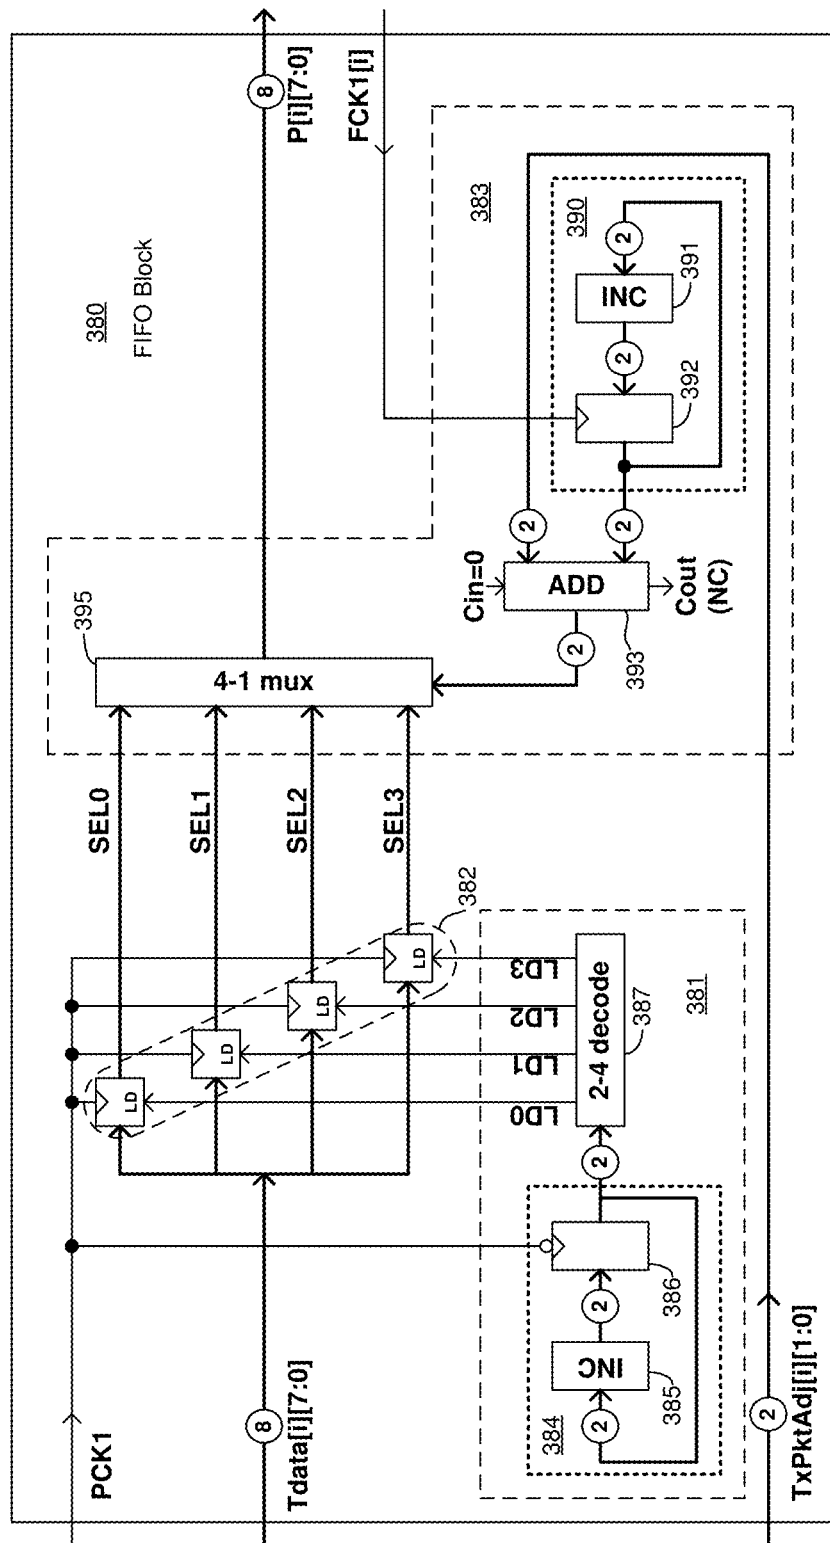 380
FIFO Block
PCK1
Tdata[i][7:0]
8
P[i][7:0]
8
FCK1[i]
SEL0
SEL1
SEL2
SEL3
395
4-1 mux
382
LD
LD
LD
LD
LD0
LD1
LD2
LD3
381
2-4 decode
387
2
384
INC
385
2
2
386
383
390
391
INC
2
2
392
2
2
Cin=0
ADD
Cout
(NC)
393
2
TxPktAdj[i][1:0]
2